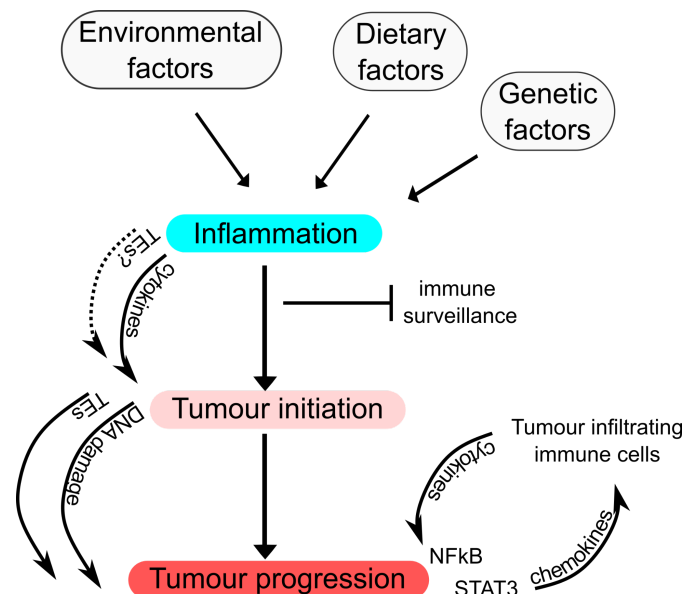 Environmental
factors
Dietary
factors
Genetic
factors
Inflammation
TEs?
cytokines
immune
surveillance
Tumour initiation
TEs
DNA damage
Tumour infiltrating
immune cells
cytokines
chemokines
NFkB
STAT3
Tumour progression